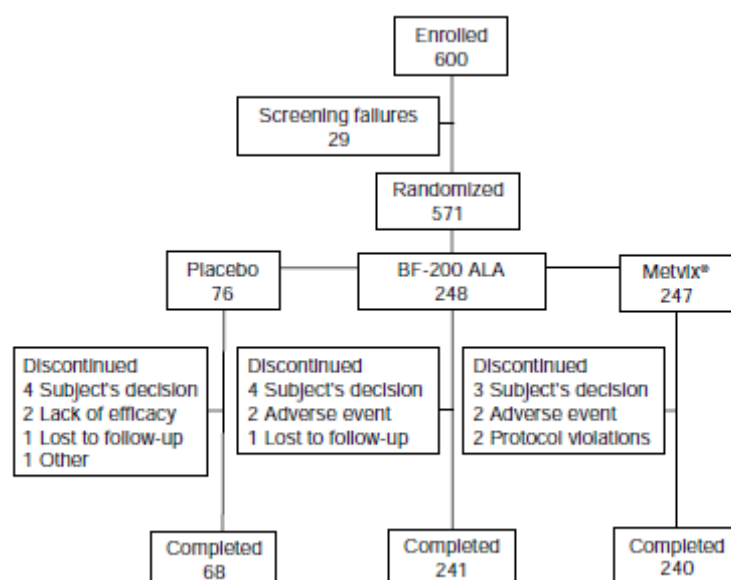 Enrolled
600
Screening failures
29
Randomized
571
Placebo
76
BF-200 ALA
248
Metvix®
247
Discontinued
4 Subject's decision
2 Lack of efficacy
1 Lost to follow-up
1 Other
Discontinued
4 Subject's decision
2 Adverse event
1 Lost to follow-up
Discontinued
3 Subject's decision
2 Adverse event
2 Protocol violations
Completed
68
Completed
241
Completed
240